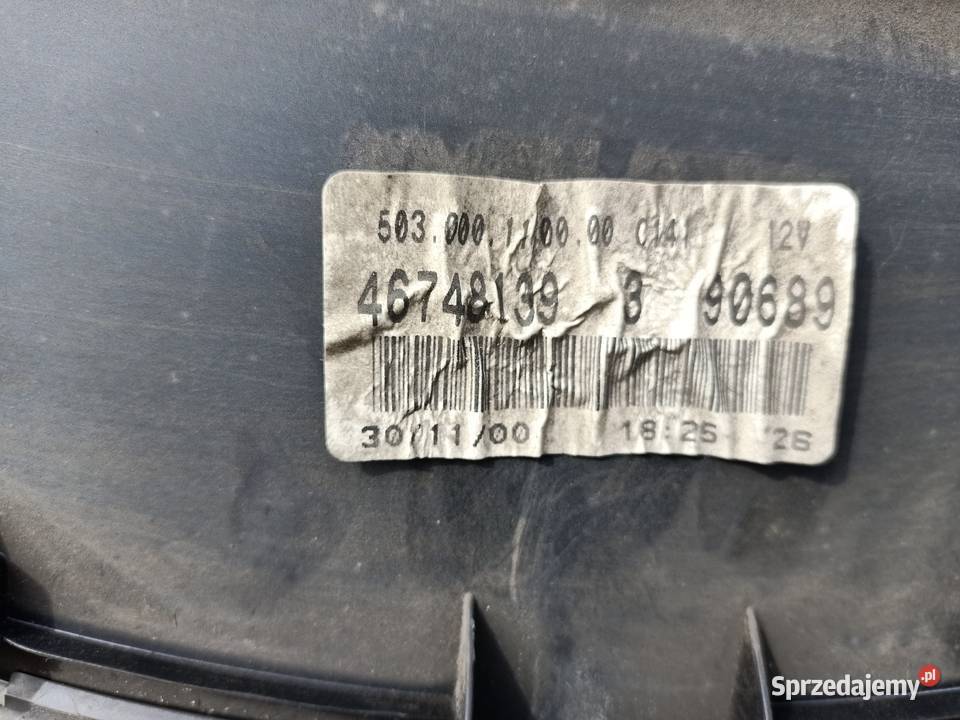 503.000.11.00.00 C141 12V
46748139 B 90689
30/11/00 18:25 '26
Sprzedajemy.pl